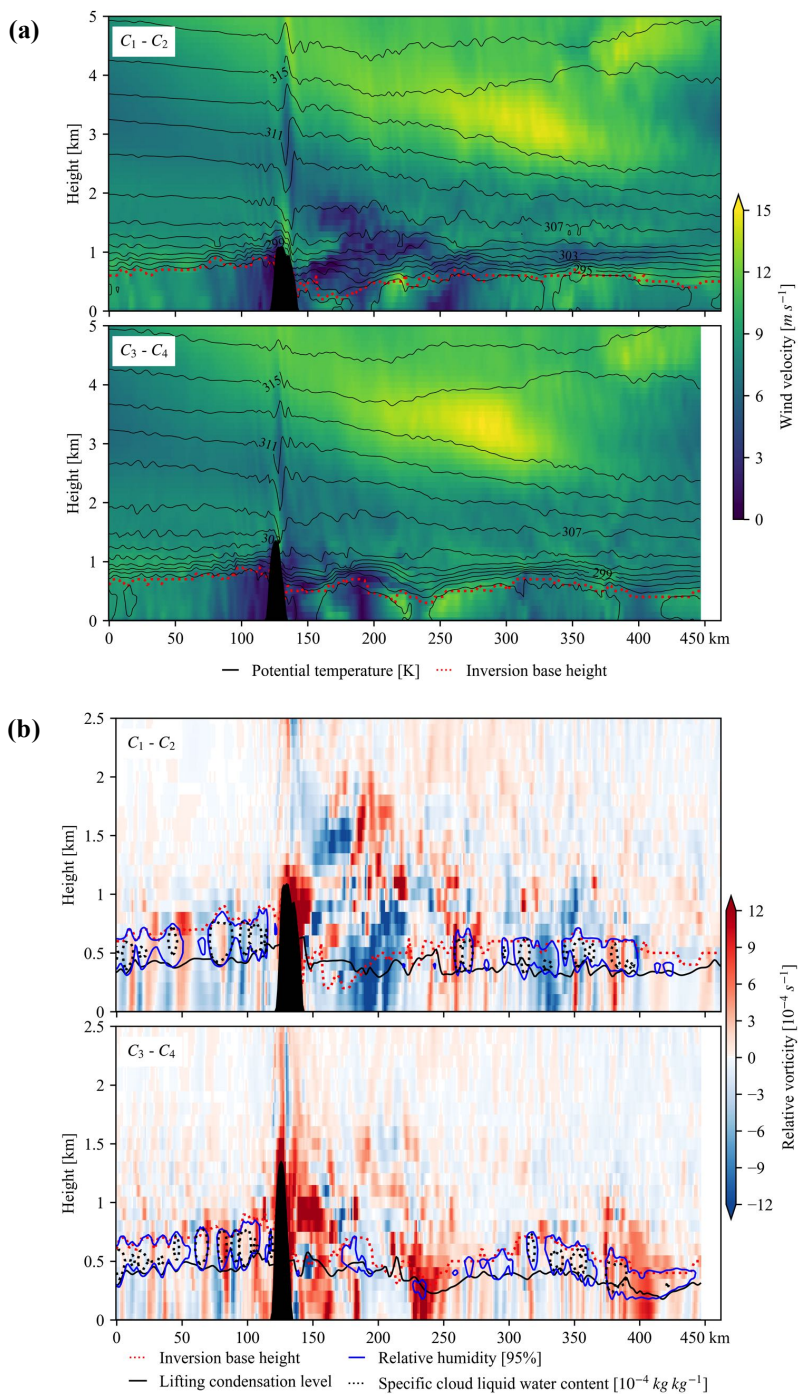 (a)
C₁ - C₂
5
4
3
2
1
0
Height [km]
315
311
307
303
299
295
C₃ - C₄
5
4
3
2
1
0
Height [km]
315
311
307
299
0 50 100 150 200 250 300 350 400 450 km
15
12
9
6
3
0
Wind velocity [m s⁻¹]
Potential temperature [K] Inversion base height
(b)
C₁ - C₂
2.5
2
1.5
1
0.5
0
Height [km]
C₃ - C₄
2.5
2
1.5
1
0.5
0
Height [km]
0 50 100 150 200 250 300 350 400 450 km
12
9
6
3
0
−3
−6
−9
−12
Relative vorticity [10⁻⁴ s⁻¹]
Inversion base height Relative humidity [95%]
Lifting condensation level Specific cloud liquid water content [10⁻⁴ kg kg⁻¹]